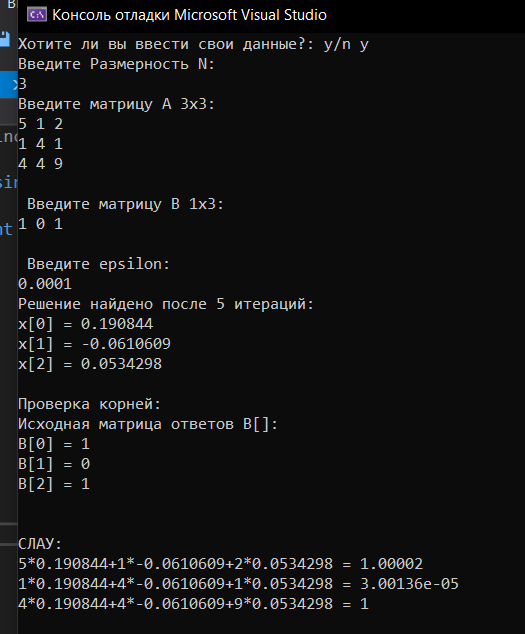 В
Консоль отладки Microsoft Visual Studio
Хотите ли вы ввести свои данные?: y/n y
Введите Размерность N:
3
Введите матрицу А 3x3:
5 1 2
1 4 1
4 4 9
Введите матрицу В 1x3:
1 0 1
Введите epsilon:
0.0001
Решение найдено после 5 итераций:
x[0] = 0.190844
x[1] = -0.0610609
x[2] = 0.0534298
Проверка корней:
Исходная матрица ответов B[]:
B[0] = 1
B[1] = 0
B[2] = 1
СЛАУ:
5*0.190844+1*-0.0610609+2*0.0534298 = 1.00002
1*0.190844+4*-0.0610609+1*0.0534298 = 3.00136e-05
4*0.190844+4*-0.0610609+9*0.0534298 = 1